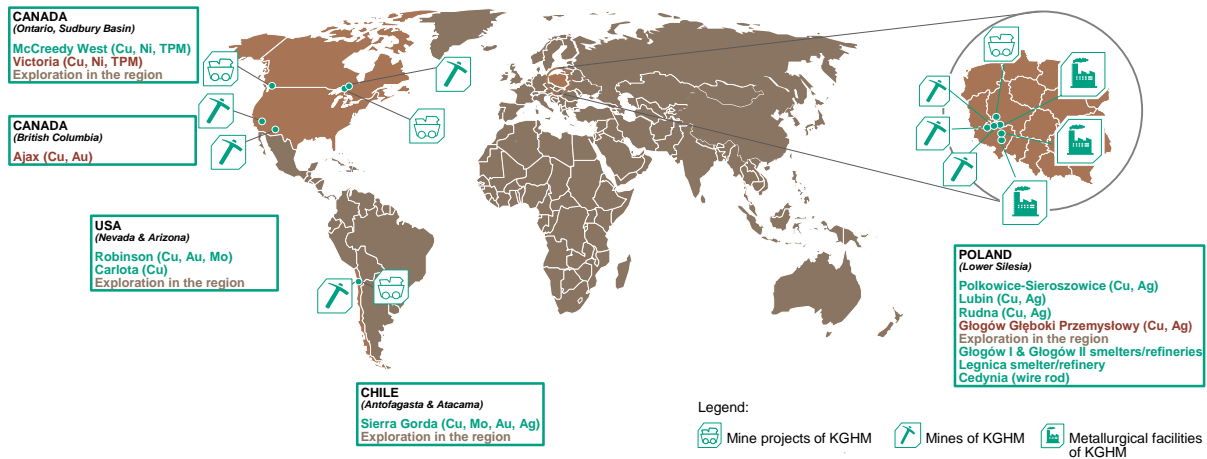 CANADA
(Ontario, Sudbury Basin)
McCreedy West (Cu, Ni, TPM)
Victoria (Cu, Ni, TPM)
Exploration in the region
CANADA
(British Columbia)
Ajax (Cu, Au)
USA
(Nevada & Arizona)
Robinson (Cu, Au, Mo)
Carlota (Cu)
Exploration in the region
CHILE
(Antofagasta & Atacama)
Sierra Gorda (Cu, Mo, Au, Ag)
Exploration in the region
POLAND
(Lower Silesia)
Polkowice-Sieroszowice (Cu, Ag)
Lubin (Cu, Ag)
Rudna (Cu, Ag)
Głogów Głęboki Przemysłowy (Cu, Ag)
Exploration in the region
Głogów I & Głogów II smelters/refineries
Legnica smelter/refinery
Cedynia (wire rod)
Legend:
Mine projects of KGHM
Mines of KGHM
Metallurgical facilities
of KGHM